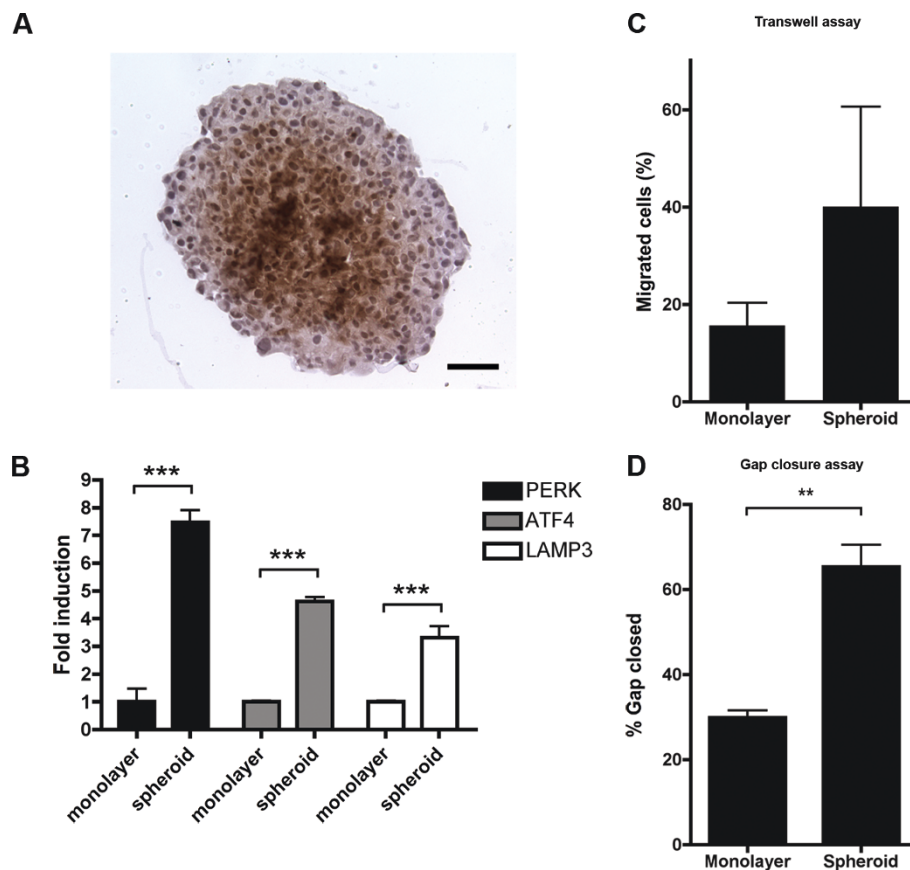 A
B
***
***
***
PERK
ATF4
LAMP3
Fold induction
9
8
7
6
5
4
3
2
1
0
monolayer
spheroid
monolayer
spheroid
monolayer
spheroid
C
Transwell assay
Migrated cells (%)
60
40
20
0
Monolayer
Spheroid
D
Gap closure assay
**
% Gap closed
80
60
40
20
0
Monolayer
Spheroid